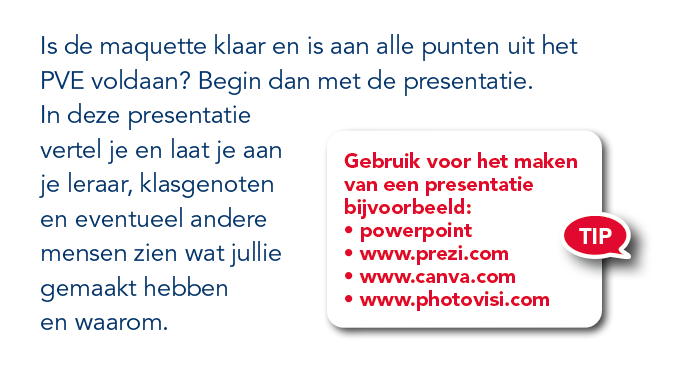 Is de maquette klaar en is aan alle punten uit het
PVE voldaan? Begin dan met de presentatie.
In deze presentatie
vertel je en laat je aan
je leraar, klasgenoten
en eventueel andere
mensen zien wat jullie
gemaakt hebben
en waarom.
Gebruik voor het maken
van een presentatie
bijvoorbeeld:
• powerpoint
• www.prezi.com
• www.canva.com
• www.photovisi.com
TIP